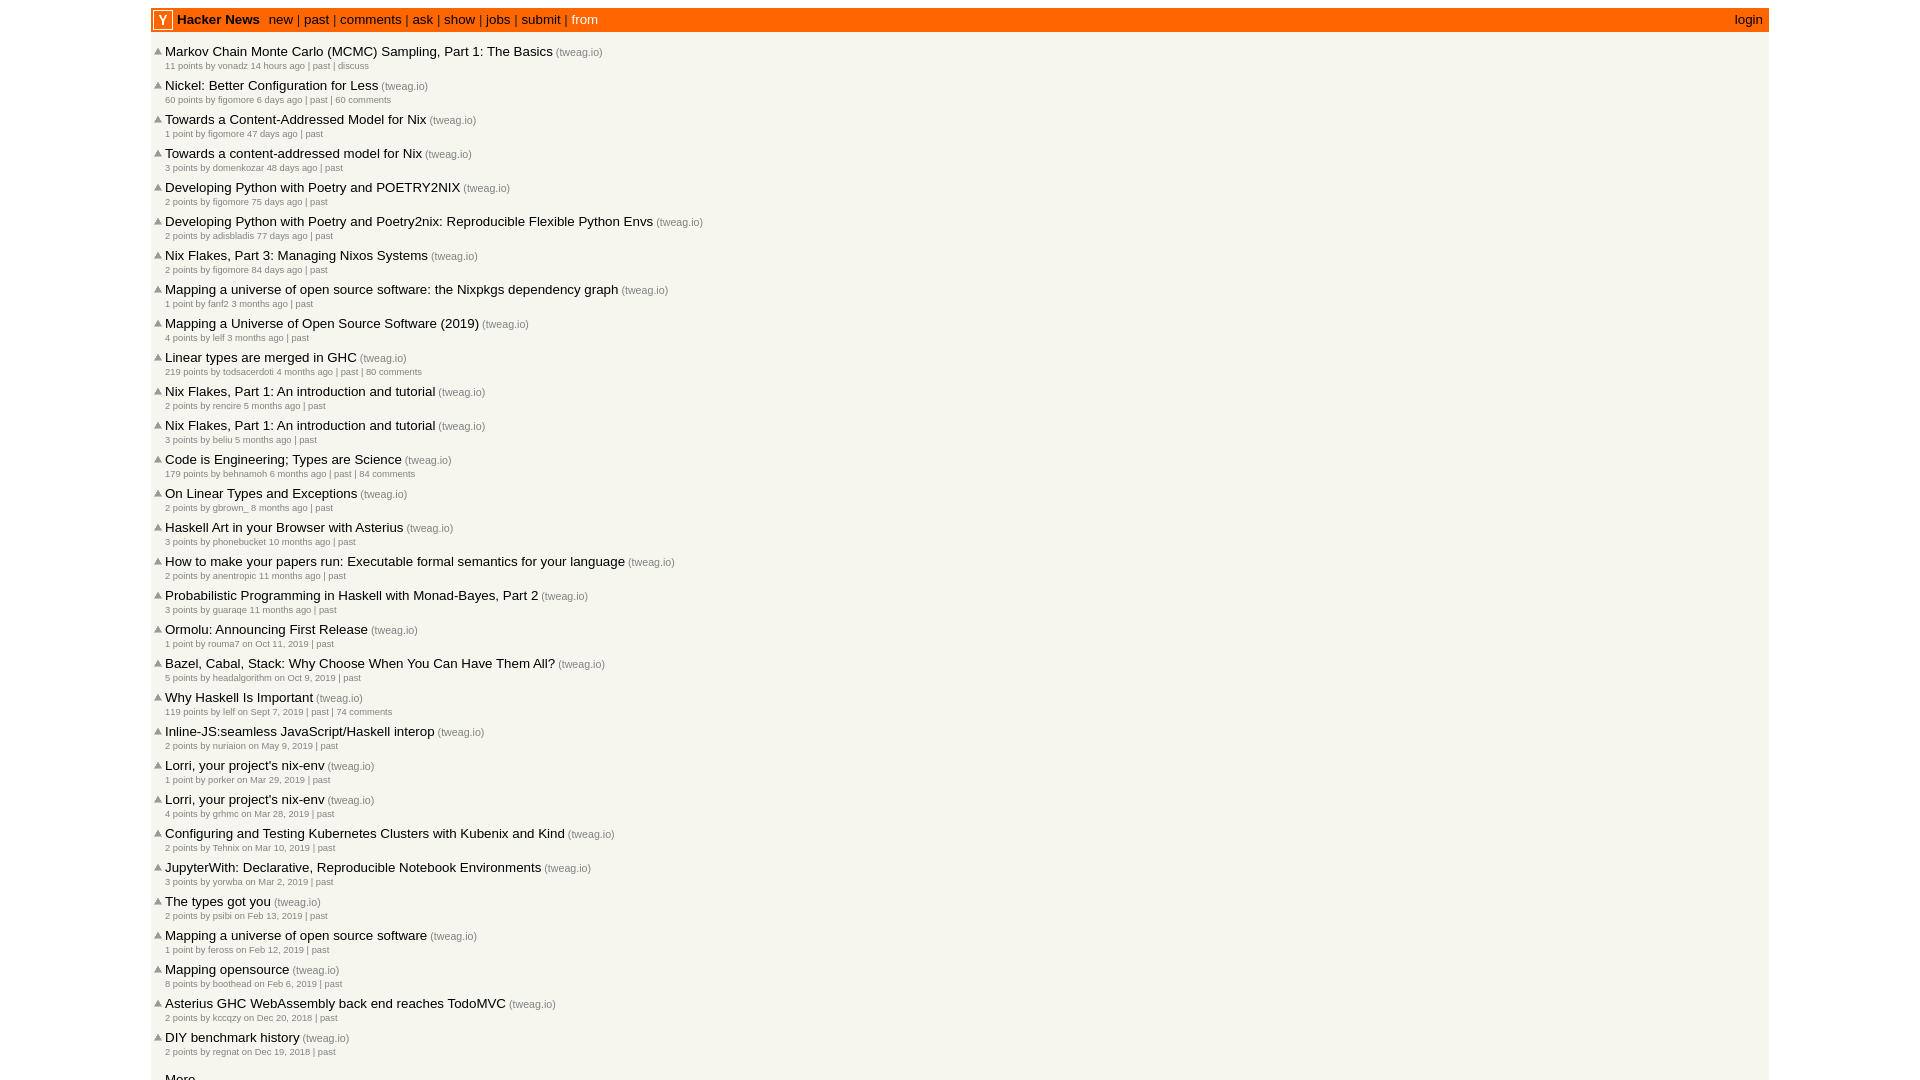 Y Hacker News new | past | comments | ask | show | jobs | submit | from login
Markov Chain Monte Carlo (MCMC) Sampling, Part 1: The Basics (tweag.io)
11 points by vonadz 14 hours ago | past | discuss
Nickel: Better Configuration for Less (tweag.io)
60 points by figomore 6 days ago | past | 60 comments
Towards a Content-Addressed Model for Nix (tweag.io)
1 point by figomore 47 days ago | past
Towards a content-addressed model for Nix (tweag.io)
3 points by domenkozar 48 days ago | past
Developing Python with Poetry and POETRY2NIX (tweag.io)
2 points by figomore 75 days ago | past
Developing Python with Poetry and Poetry2nix: Reproducible Flexible Python Envs (tweag.io)
2 points by adisbladis 77 days ago | past
Nix Flakes, Part 3: Managing Nixos Systems (tweag.io)
2 points by figomore 84 days ago | past
Mapping a universe of open source software: the Nixpkgs dependency graph (tweag.io)
1 point by fanf2 3 months ago | past
Mapping a Universe of Open Source Software (2019) (tweag.io)
4 points by lelf 3 months ago | past
Linear types are merged in GHC (tweag.io)
219 points by todsacerdoti 4 months ago | past | 80 comments
Nix Flakes, Part 1: An introduction and tutorial (tweag.io)
2 points by rencire 5 months ago | past
Nix Flakes, Part 1: An introduction and tutorial (tweag.io)
3 points by beliu 5 months ago | past
Code is Engineering; Types are Science (tweag.io)
179 points by behnamoh 6 months ago | past | 84 comments
On Linear Types and Exceptions (tweag.io)
2 points by gbrown_ 8 months ago | past
Haskell Art in your Browser with Asterius (tweag.io)
3 points by phonebucket 10 months ago | past
How to make your papers run: Executable formal semantics for your language (tweag.io)
2 points by anentropic 11 months ago | past
Probabilistic Programming in Haskell with Monad-Bayes, Part 2 (tweag.io)
3 points by guaraqe 11 months ago | past
Ormolu: Announcing First Release (tweag.io)
1 point by rouma7 on Oct 11, 2019 | past
Bazel, Cabal, Stack: Why Choose When You Can Have Them All? (tweag.io)
5 points by headalgorithm on Oct 9, 2019 | past
Why Haskell Is Important (tweag.io)
119 points by lelf on Sept 7, 2019 | past | 74 comments
Inline-JS:seamless JavaScript/Haskell interop (tweag.io)
2 points by nuriaion on May 9, 2019 | past
Lorri, your project's nix-env (tweag.io)
1 point by porker on Mar 29, 2019 | past
Lorri, your project's nix-env (tweag.io)
4 points by grhmc on Mar 28, 2019 | past
Configuring and Testing Kubernetes Clusters with Kubenix and Kind (tweag.io)
2 points by Tehnix on Mar 10, 2019 | past
JupyterWith: Declarative, Reproducible Notebook Environments (tweag.io)
3 points by yorwba on Mar 2, 2019 | past
The types got you (tweag.io)
2 points by psibi on Feb 13, 2019 | past
Mapping a universe of open source software (tweag.io)
1 point by feross on Feb 12, 2019 | past
Mapping opensource (tweag.io)
8 points by boothead on Feb 6, 2019 | past
Asterius GHC WebAssembly back end reaches TodoMVC (tweag.io)
2 points by kccqzy on Dec 20, 2018 | past
DIY benchmark history (tweag.io)
2 points by regnat on Dec 19, 2018 | past
More